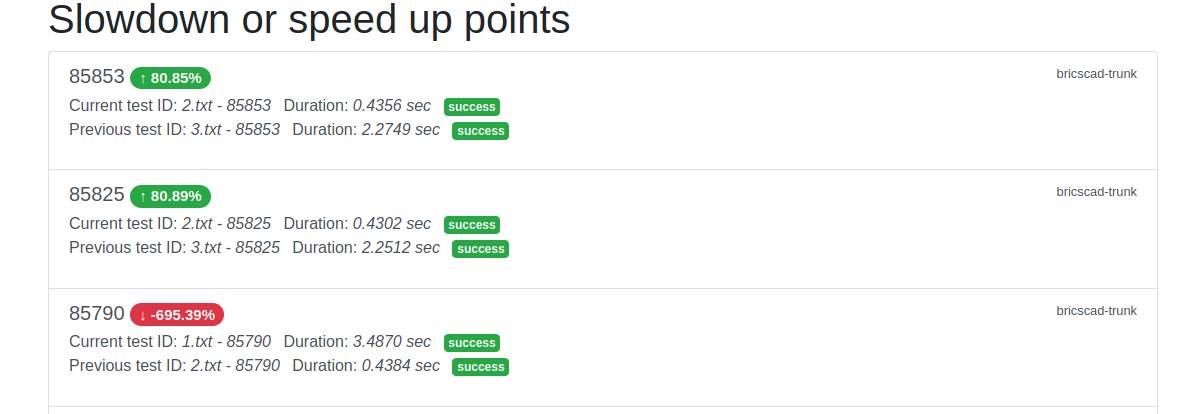 Slowdown or speed up points
85853 ↑ 80.85% bricscad-trunk
Current test ID: 2.txt - 85853 Duration: 0.4356 sec success
Previous test ID: 3.txt - 85853 Duration: 2.2749 sec success
85825 ↑ 80.89% bricscad-trunk
Current test ID: 2.txt - 85825 Duration: 0.4302 sec success
Previous test ID: 3.txt - 85825 Duration: 2.2512 sec success
85790 ↓ -695.39% bricscad-trunk
Current test ID: 1.txt - 85790 Duration: 3.4870 sec success
Previous test ID: 2.txt - 85790 Duration: 0.4384 sec success